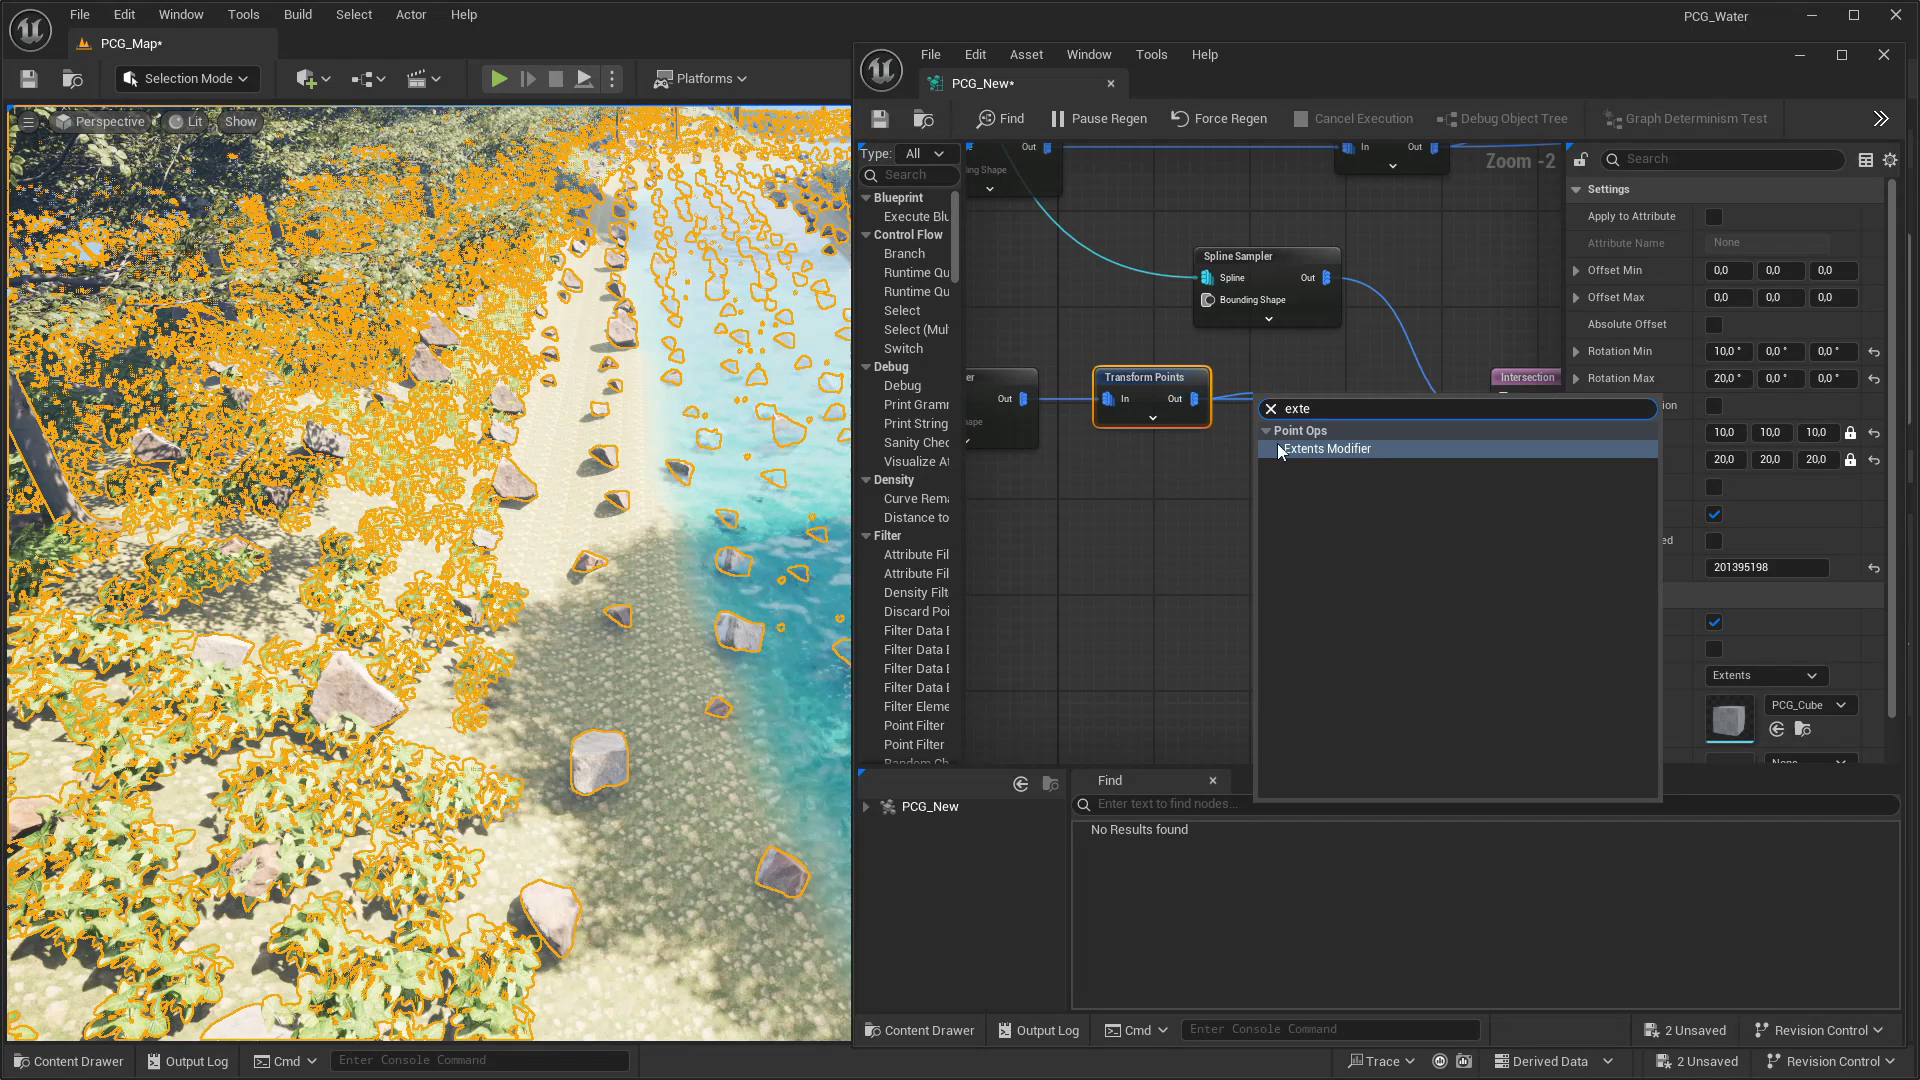 File Edit Window Tools Build Select Actor Help
PCG_Water
PCG_Map*
Selection Mode
Platforms
Perspective Lit Show
File Edit Asset Window Tools Help
PCG_New*
Find Pause Regen Force Regen Cancel Execution Debug Object Tree Graph Determinism Test
Type: All
Search
Blueprint
Execute Blu
Control Flow
Branch
Runtime Qu
Runtime Qu
Select
Select (Mul
Switch
Debug
Debug
Print Gramm
Print String
Sanity Chec
Visualize At
Density
Curve Rema
Distance to
Filter
Attribute Fil
Attribute Fil
Density Filt
Discard Poi
Filter Data E
Filter Data E
Filter Data E
Filter Data E
Filter Eleme
Point Filter
Point Filter
Random Ch
Out
ling Shape
In Out
Zoom -2
Spline Sampler
Spline Out
Bounding Shape
er
Out
ape
Transform Points
In Out
Intersection
exte
Point Ops
Extents Modifier
Search
Settings
Apply to Attribute
Attribute Name None
Offset Min 0,0 0,0 0,0
Offset Max 0,0 0,0 0,0
Absolute Offset
Rotation Min 10,0 ° 0,0 ° 0,0 °
Rotation Max 20,0 ° 0,0 ° 0,0 °
ion
10,0 10,0 10,0
20,0 20,0 20,0
ed
201395198
Extents
PCG_Cube
None
PCG_New
Find
Enter text to find nodes...
No Results found
Content Drawer Output Log Cmd Enter Console Command 2 Unsaved Revision Control
Content Drawer Output Log Cmd Enter Console Command Trace Derived Data 2 Unsaved Revision Control